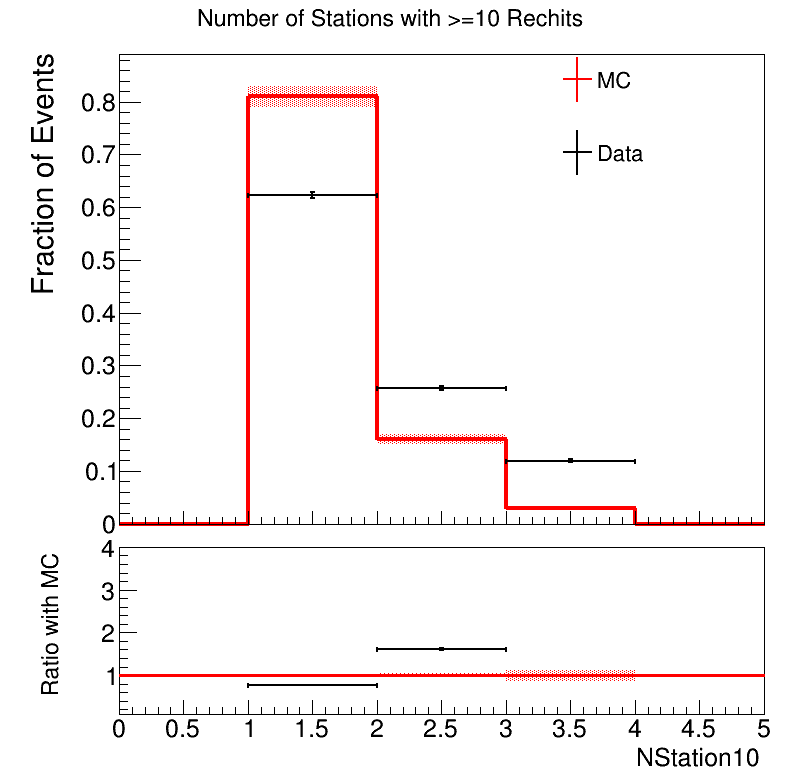 Number of Stations with >=10 Rechits
Fraction of Events
0.8
0.7
0.6
0.5
0.4
0.3
0.2
0.1
0
MC
Data
Ratio with MC
4
3
2
1
0 0.5 1 1.5 2 2.5 3 3.5 4 4.5 5
NStation10